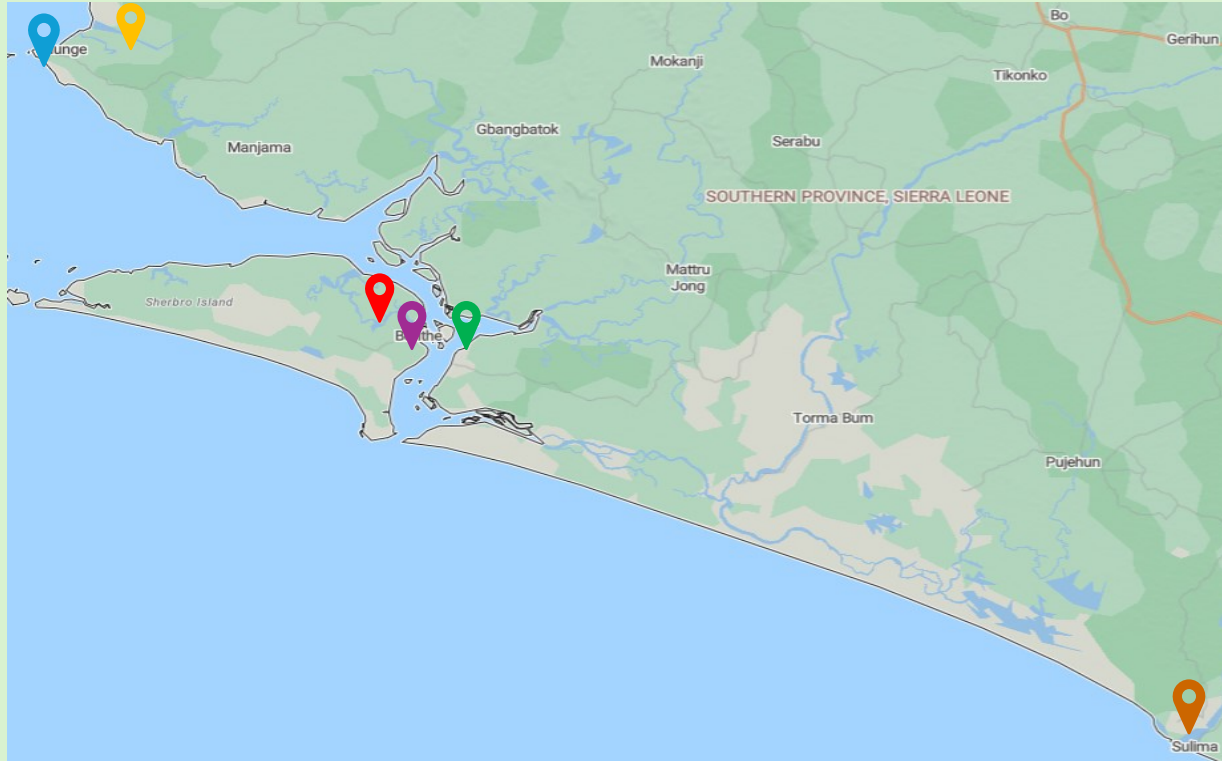 Bo
Gerihun
Mokanji
Tikonko
Gbangbatok
Serabu
Manjama
SOUTHERN PROVINCE, SIERRA LEONE
Mattru
Jong
Sherbro Island
Torma Bum
Pujehun
Sulima